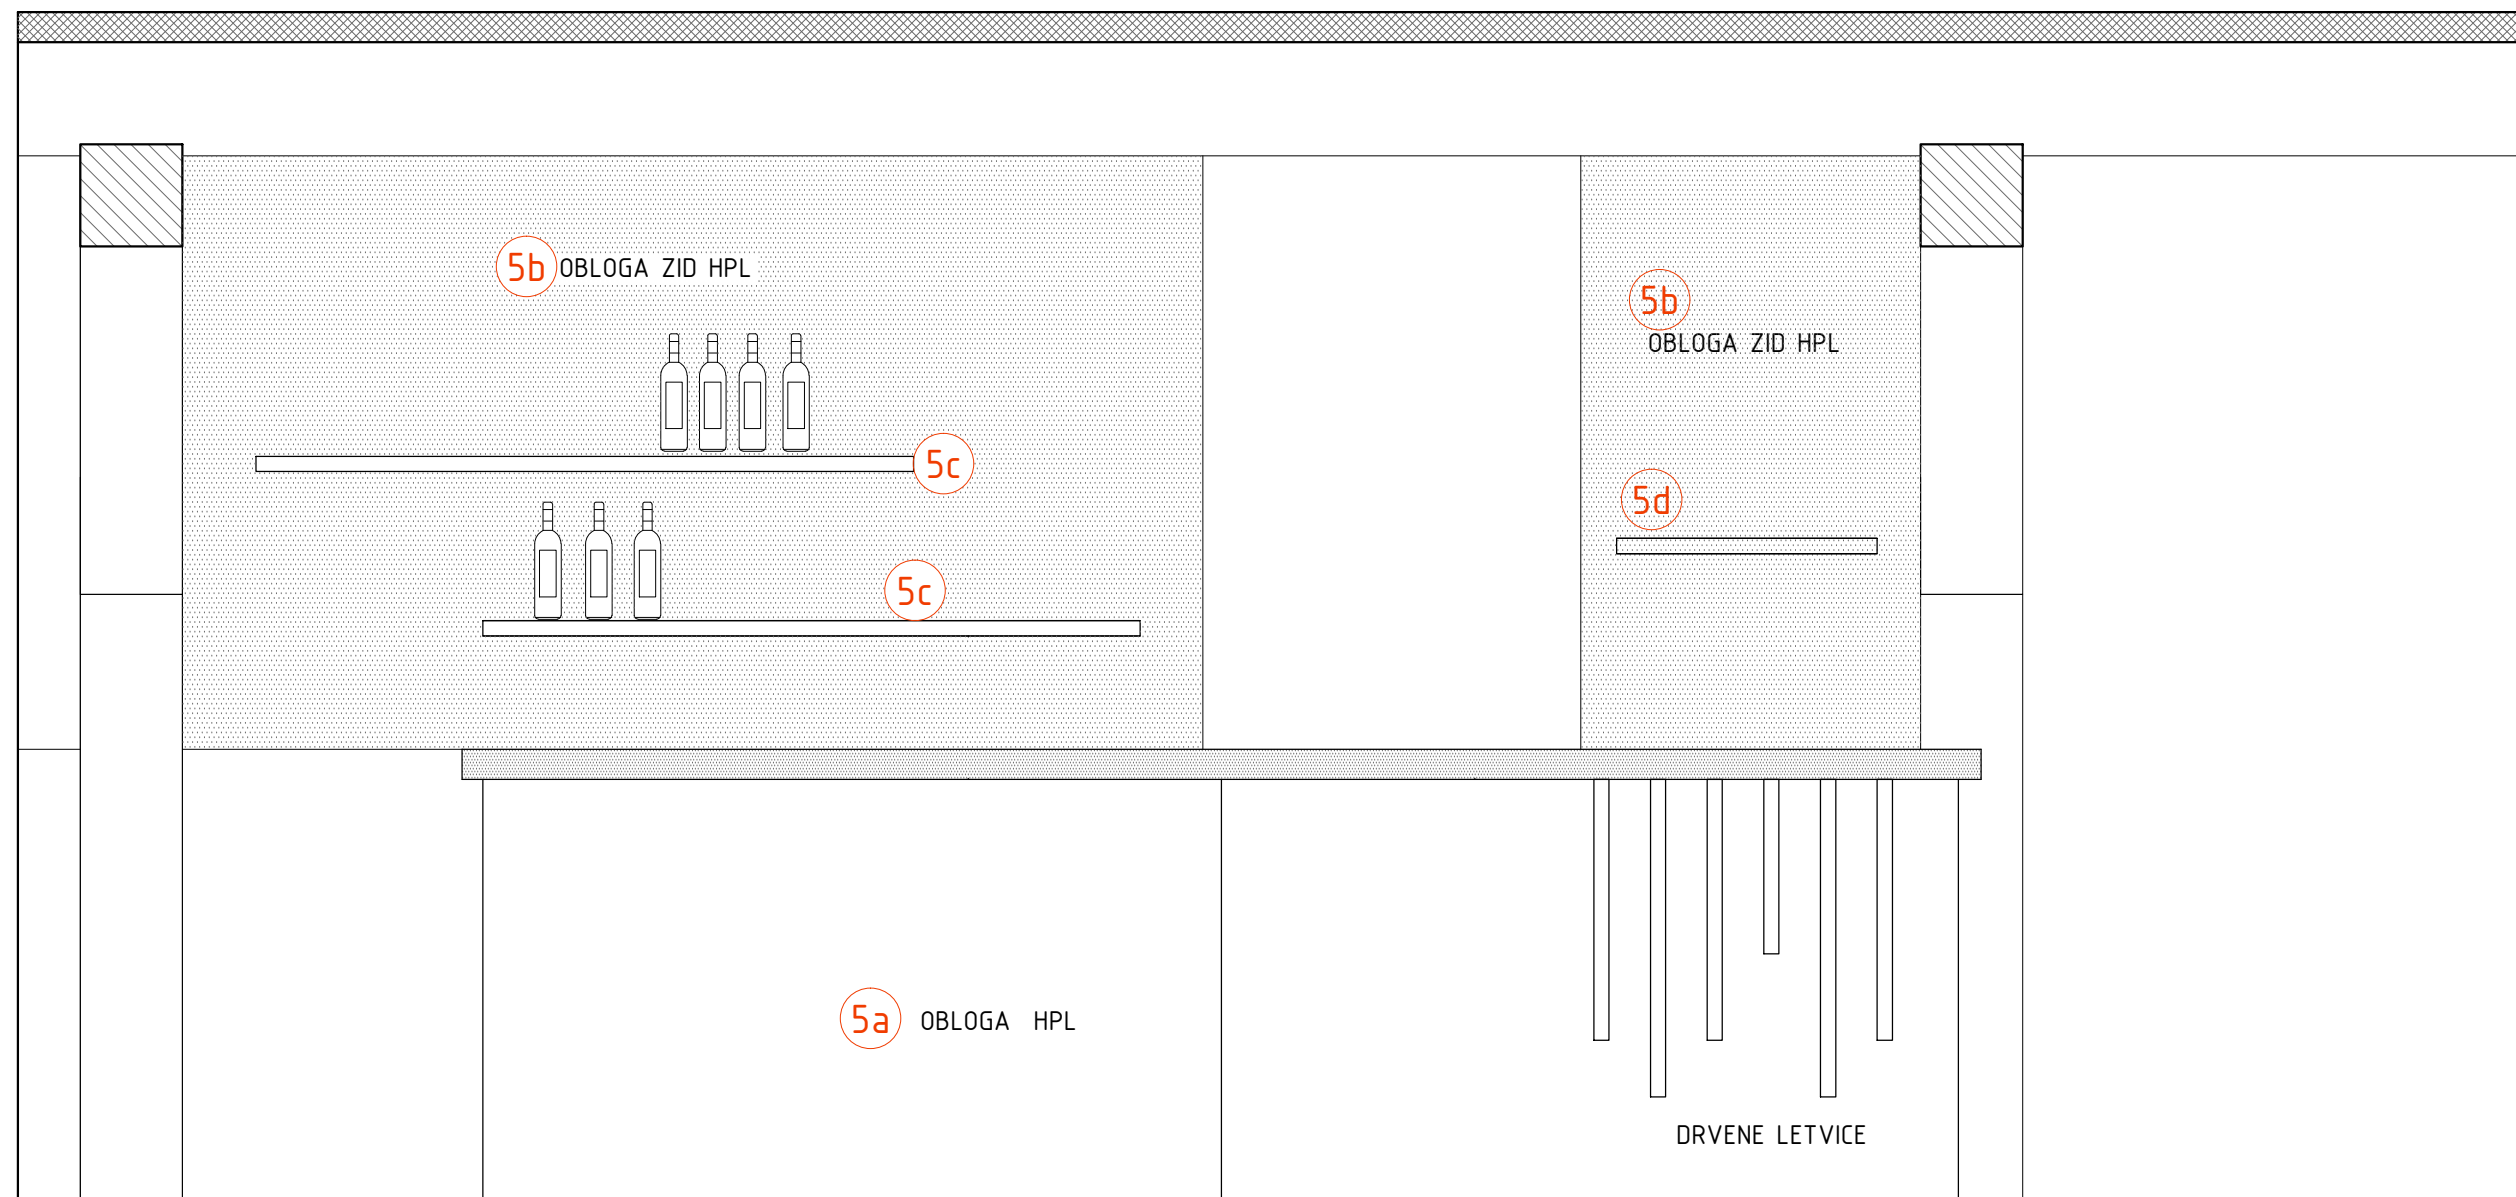 5b OBLOGA ZID HPL
5b
OBLOGA ZID HPL
5c
5d
5c
5a OBLOGA HPL
DRVENE LETVICE